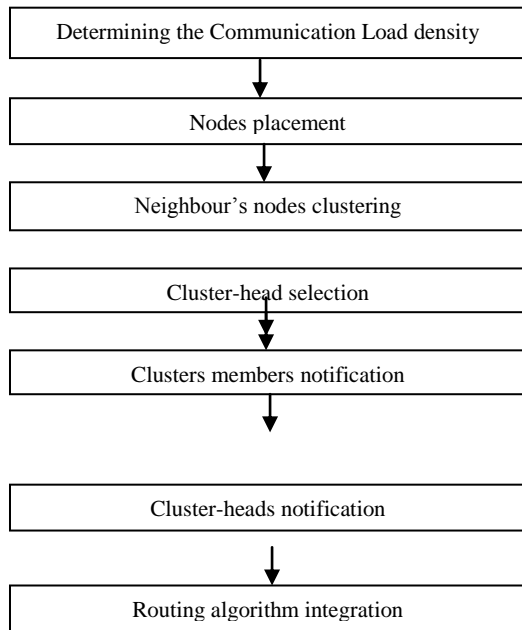 Determining the Communication Load density
Nodes placement
Neighbour’s nodes clustering
Cluster-head selection
Clusters members notification
Cluster-heads notification
Routing algorithm integration